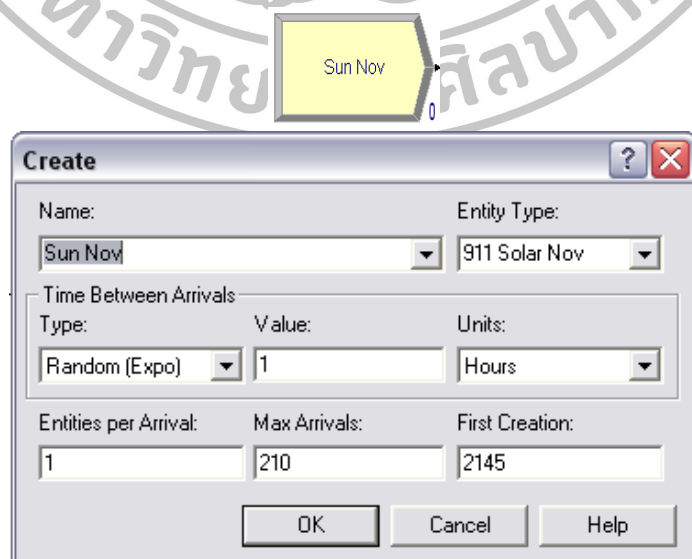 Sun Nov
0
Create
Name: Entity Type:
Sun Nov 911 Solar Nov
Time Between Arrivals
Type: Value: Units:
Random (Expo) 1 Hours
Entities per Arrival: Max Arrivals: First Creation:
1 210 2145
OK Cancel Help